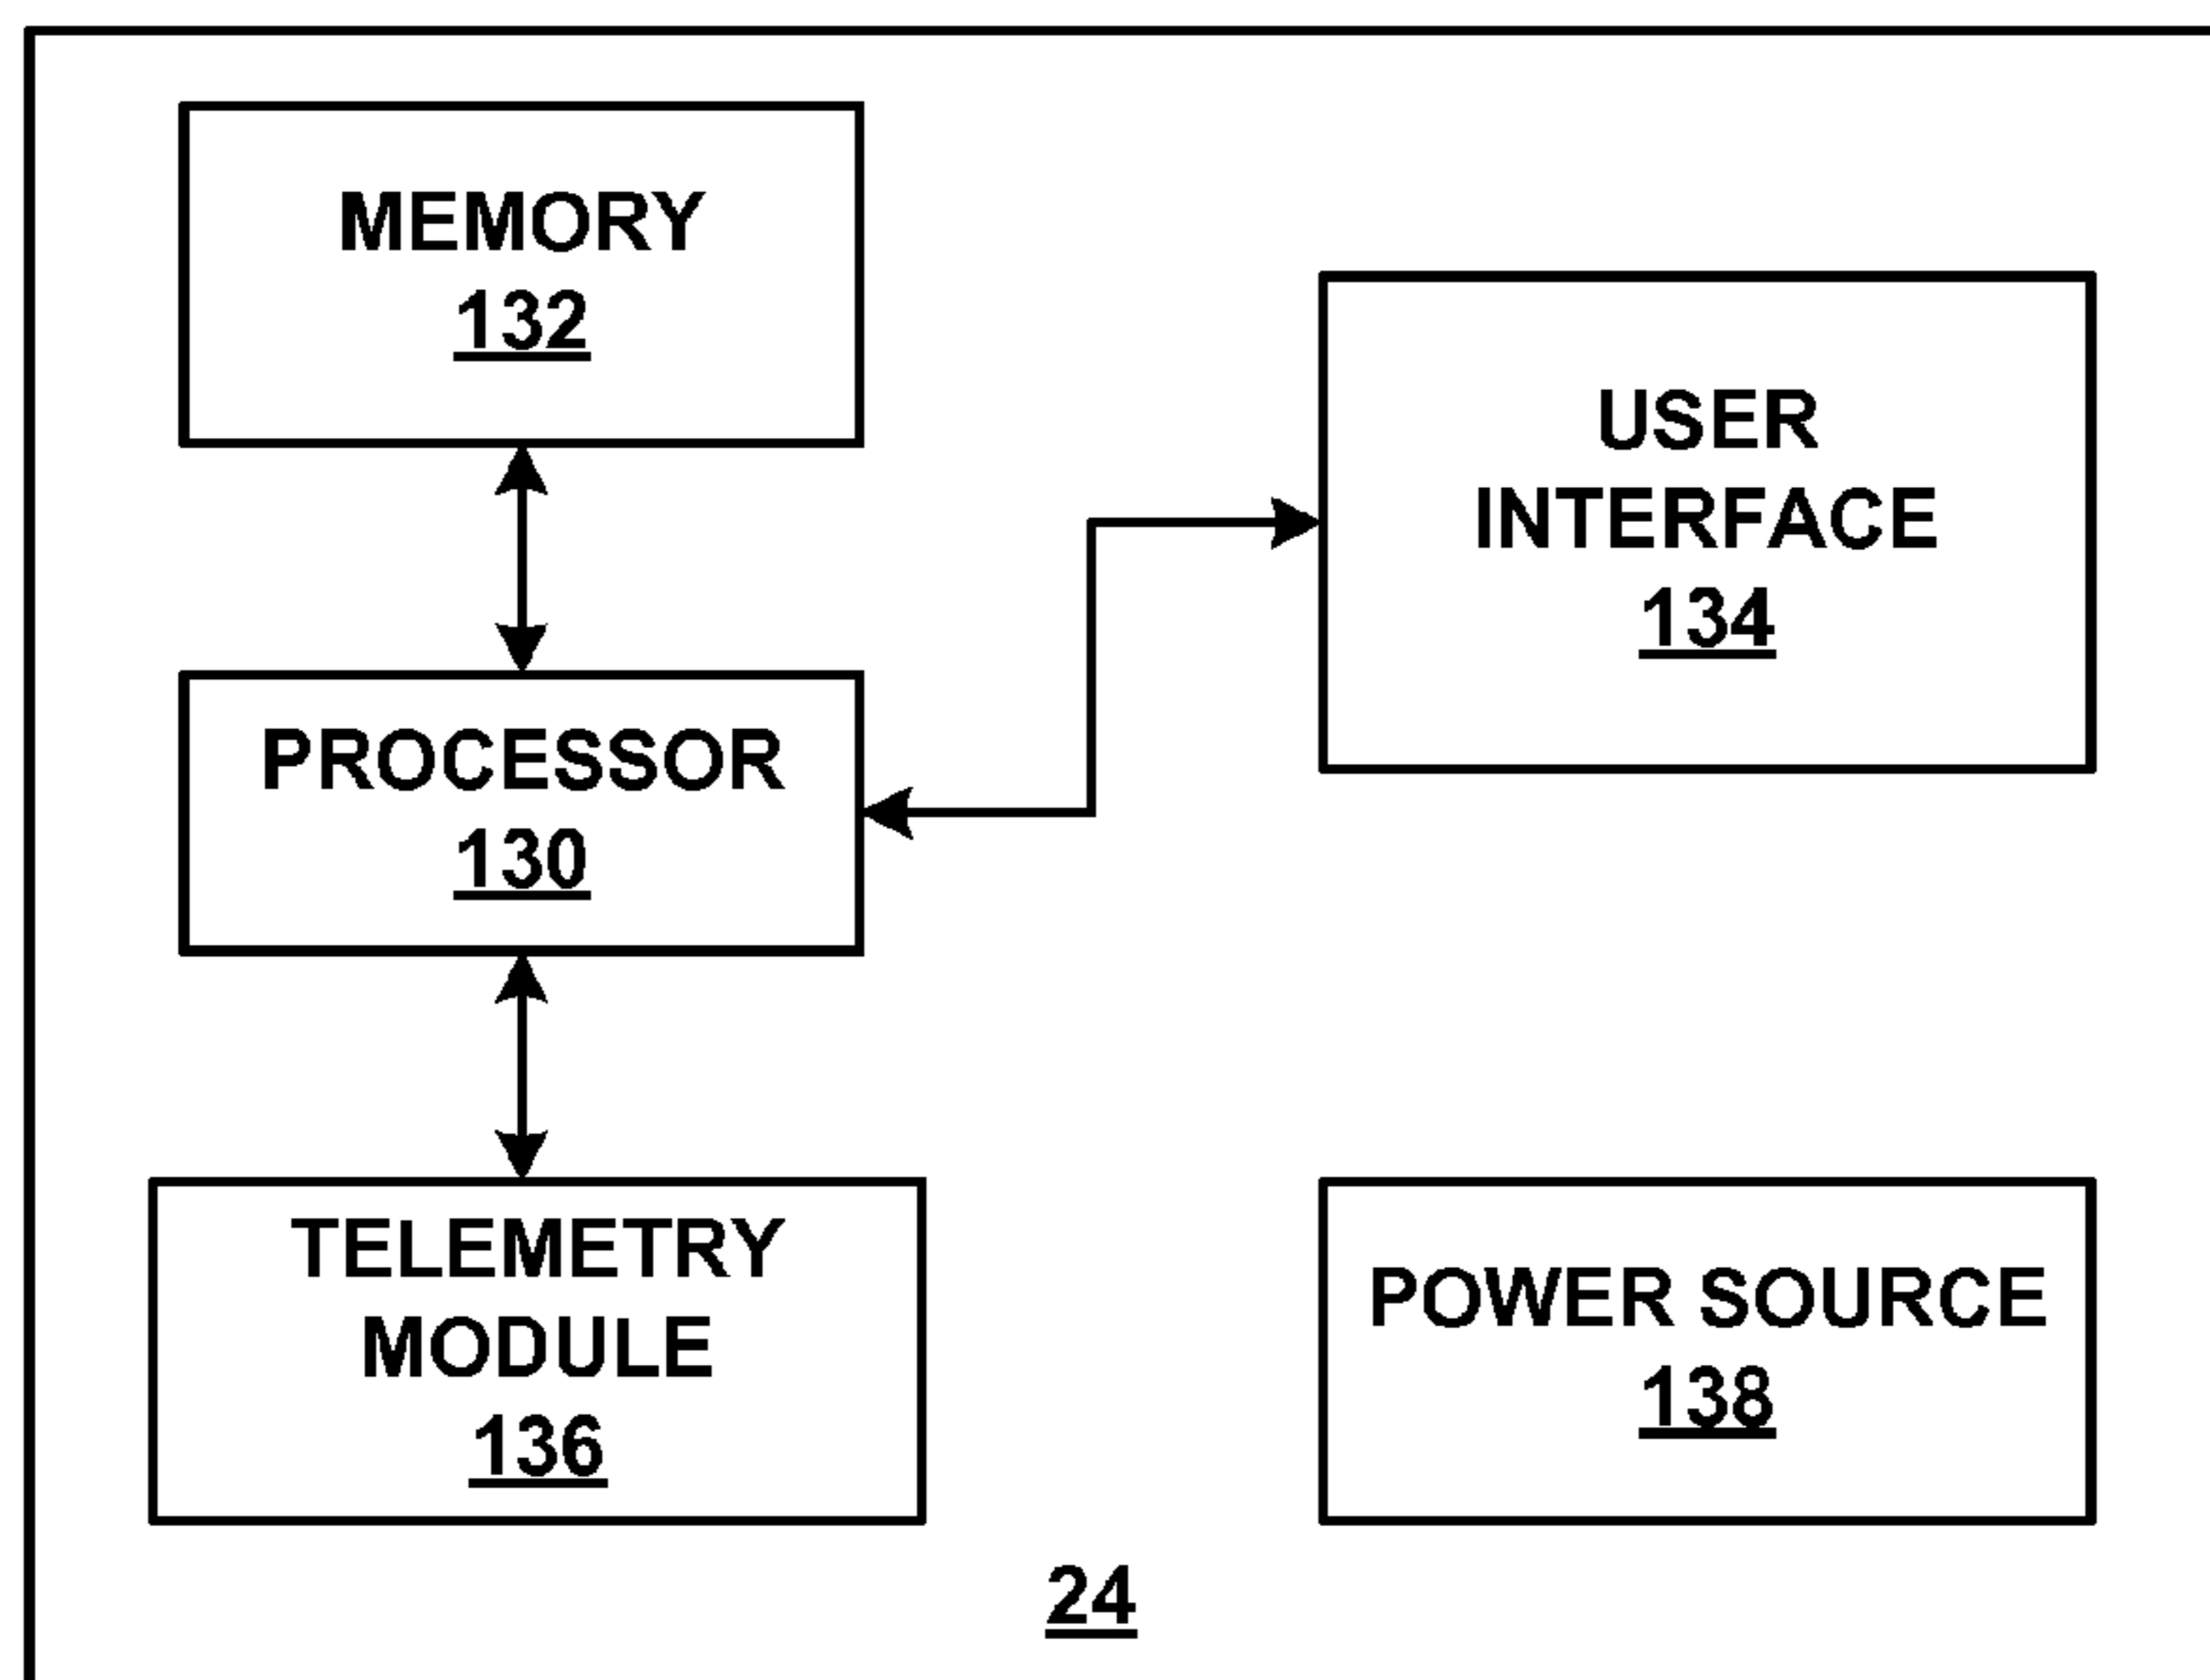 MEMORY
132
USER
INTERFACE
134
PROCESSOR
130
TELEMETRY
MODULE
136
POWER SOURCE
138
24